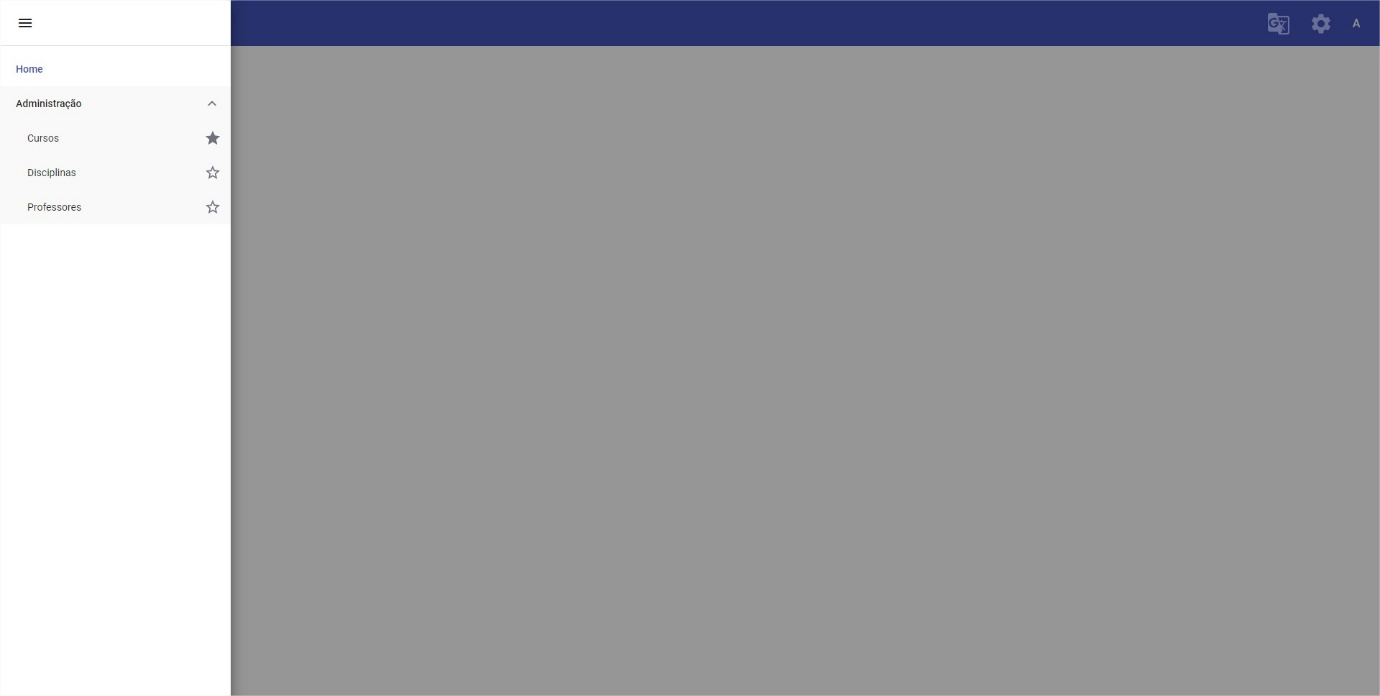 A
Home
Administração
Cursos
Disciplinas
Professores